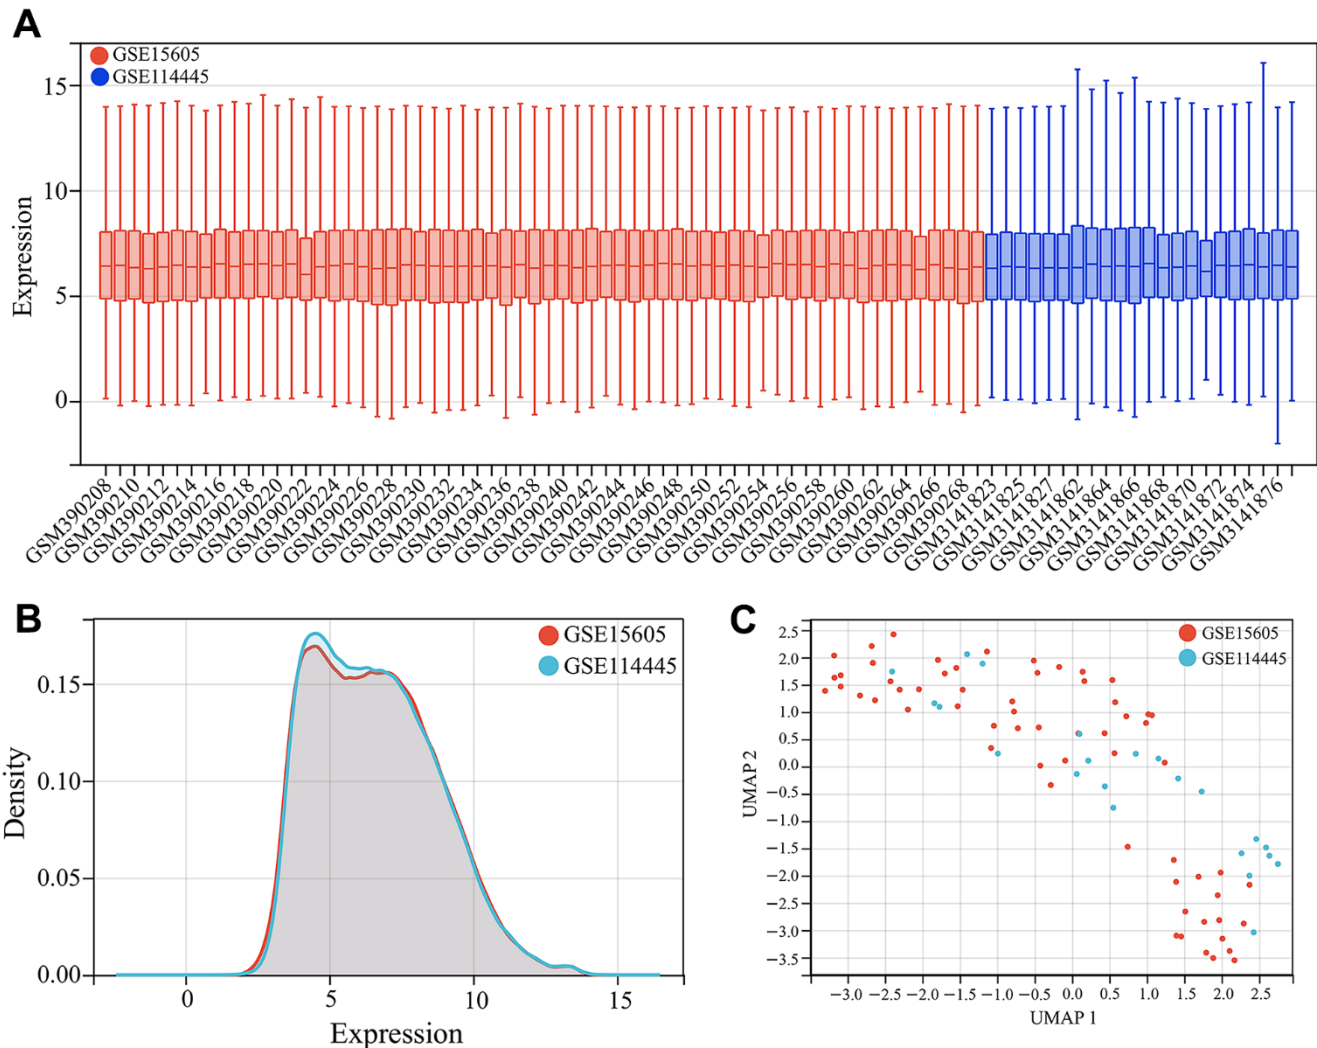 A
GSE15605
GSE114445
15
10
5
0
Expression
GSM390208
GSM390210
GSM390212
GSM390214
GSM390216
GSM390218
GSM390220
GSM390222
GSM390224
GSM390226
GSM390228
GSM390230
GSM390232
GSM390234
GSM390236
GSM390238
GSM390240
GSM390242
GSM390244
GSM390246
GSM390248
GSM390250
GSM390252
GSM390254
GSM390256
GSM390258
GSM390260
GSM390262
GSM390264
GSM390266
GSM390268
GSM3141823
GSM3141825
GSM3141827
GSM3141862
GSM3141864
GSM3141866
GSM3141868
GSM3141870
GSM3141872
GSM3141874
GSM3141876
B
GSE15605
GSE114445
0.15
0.10
0.05
0.00
Density
0 5 10 15
Expression
C
GSE15605
GSE114445
2.5
2.0
1.5
1.0
0.5
0.0
−0.5
−1.0
−1.5
−2.0
−2.5
−3.0
−3.5
UMAP 2
−3.0 −2.5 −2.0 −1.5 −1.0 −0.5 0.0 0.5 1.0 1.5 2.0 2.5
UMAP 1